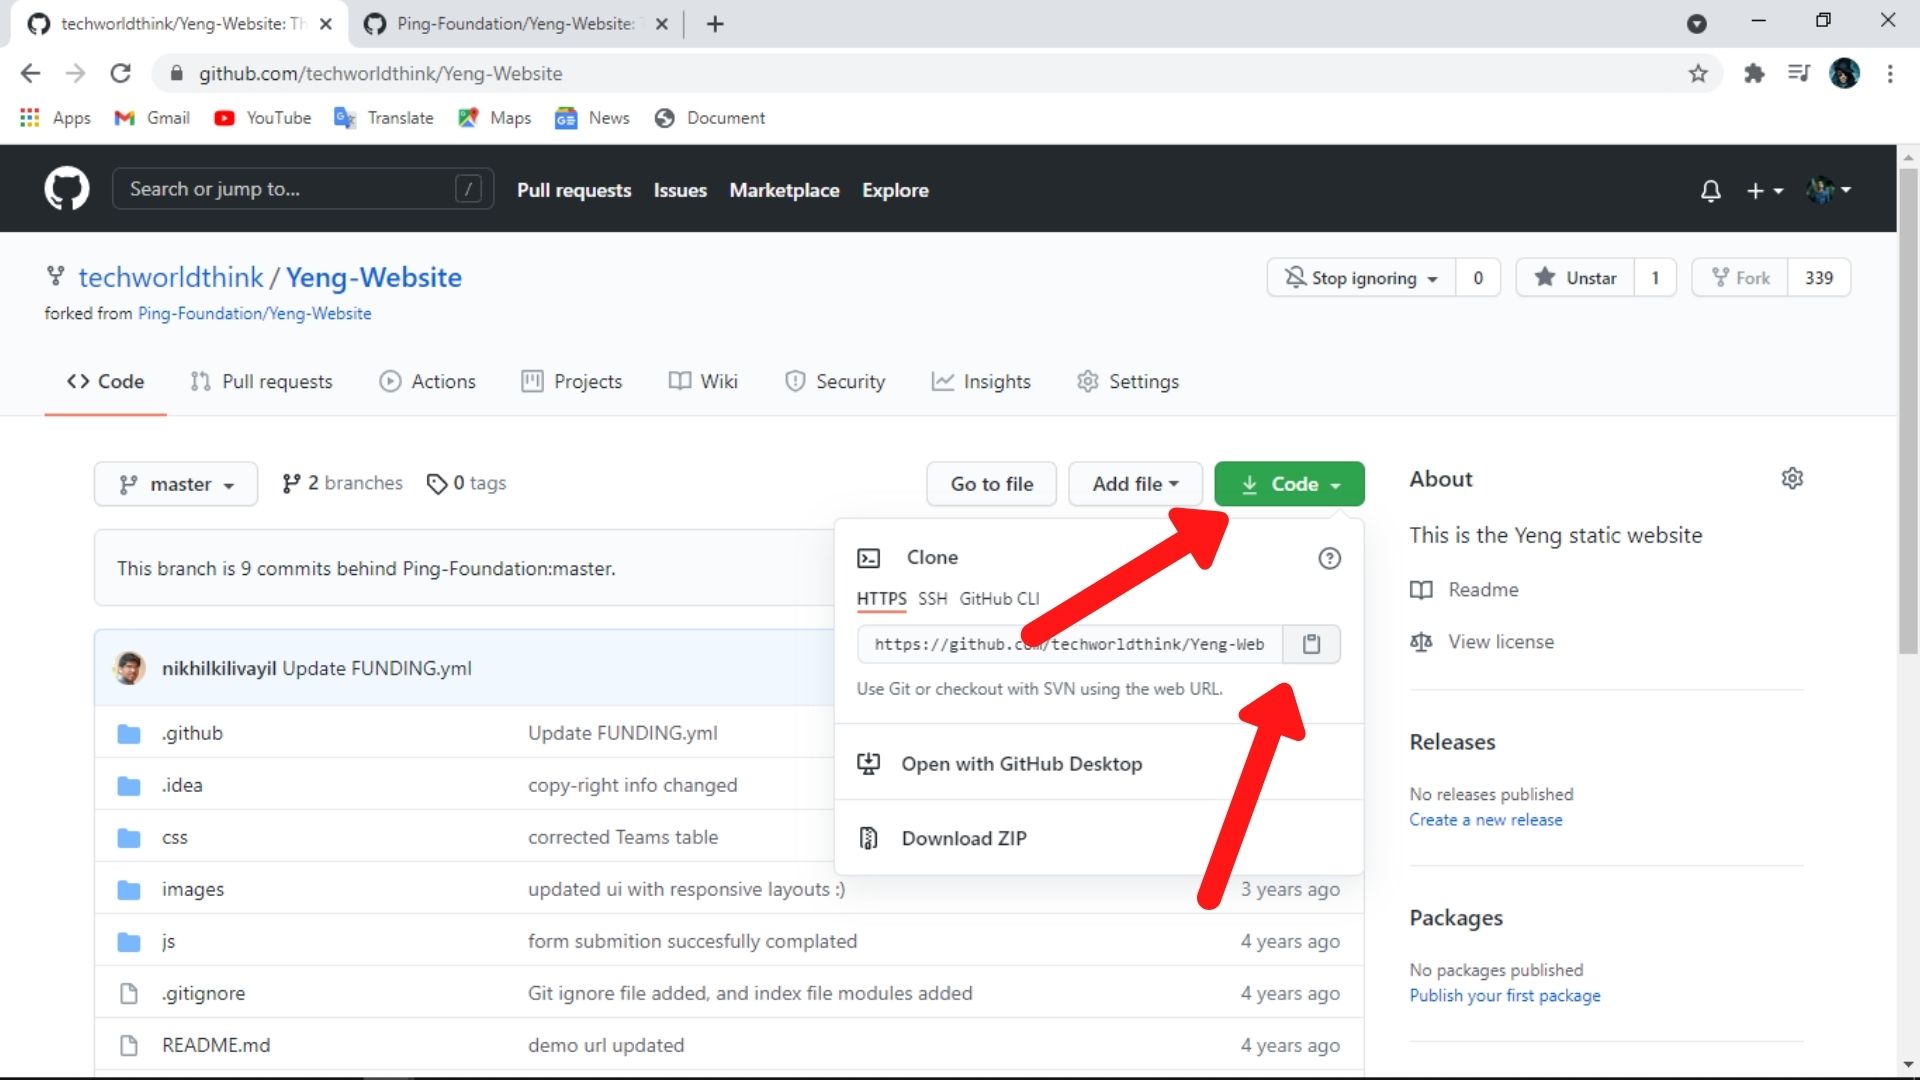 techworldthink/Yeng-Website: Th
Ping-Foundation/Yeng-Website: T
github.com/techworldthink/Yeng-Website
Apps Gmail YouTube Translate Maps News Document
Search or jump to... / Pull requests Issues Marketplace Explore
techworldthink / Yeng-Website
Stop ignoring 0 Unstar 1 Fork 339
forked from Ping-Foundation/Yeng-Website
Code Pull requests Actions Projects Wiki Security Insights Settings
master 2 branches 0 tags Go to file Add file Code
This branch is 9 commits behind Ping-Foundation:master.
Clone
HTTPS SSH GitHub CLI
https://github.com/techworldthink/Yeng-Web
Use Git or checkout with SVN using the web URL.
Open with GitHub Desktop
Download ZIP
nikhilkilivayil Update FUNDING.yml
.github Update FUNDING.yml
.idea copy-right info changed
css corrected Teams table
images updated ui with responsive layouts :) 3 years ago
js form submition succesfully complated 4 years ago
.gitignore Git ignore file added, and index file modules added 4 years ago
README.md demo url updated 4 years ago
About
This is the Yeng static website
Readme
View license
Releases
No releases published
Create a new release
Packages
No packages published
Publish your first package